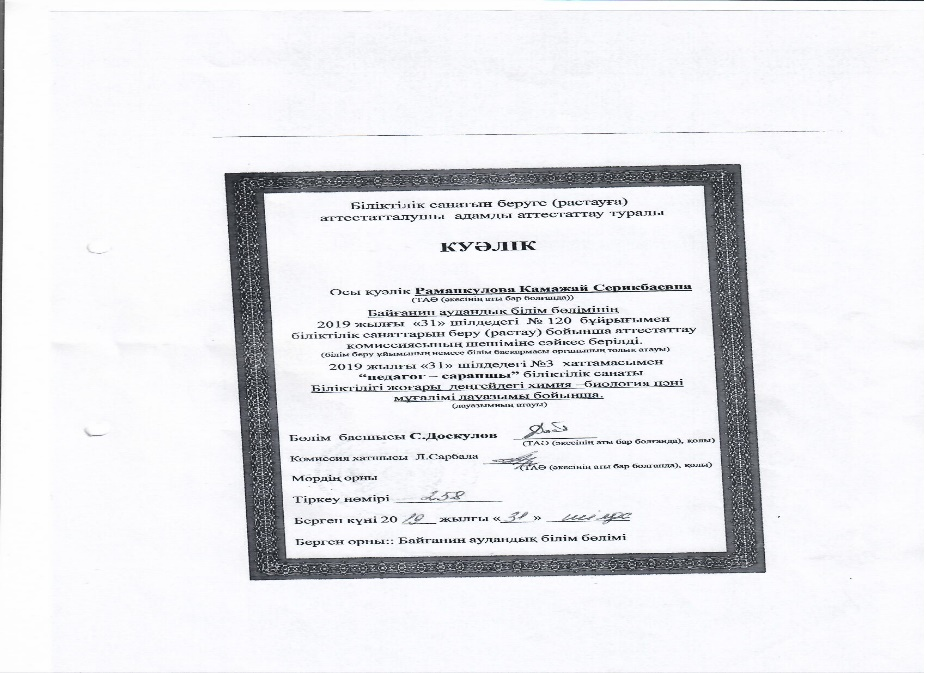 Біліктілік санатын беруге (растауға)
аттестатталушы адамды аттестаттау туралы
КУӘЛІК
Осы куәлік Раманкулова Камажай Серикбаевна
(ТАӘ (әкесінің аты бар болғанда))
Байғанин аудандық білім бөлімінің
2019 жылғы «31» шілдедегі № 120 бұйрығымен
біліктілік санаттарын беру (растау) бойынша аттестаттау
комиссиясының шешіміне сәйкес берілді.
(білім беру ұйымының немесе білім басқармасы органының толық атауы)
2019 жылғы «31» шілдедегі №3 хаттамасымен
“педагог – сарапшы” біліктілік санаты
Біліктілігі жоғары деңгейдегі химия –биология пәні
мұғалімі лауазымы бойынша.
(лауазымның атауы)
Бөлім басшысы С.Доскулов
(ТАӘ (әкесінің аты бар болғанда), қолы)
Комиссия хатшысы Л.Сарбала
(ТАӘ (әкесінің аты бар болғанда), қолы)
Мөрдің орны
Тіркеу нөмірі 258
Берген күні 20 19 жылғы « 31 » шілде
Берген орны:: Байғанин аудандық білім бөлімі